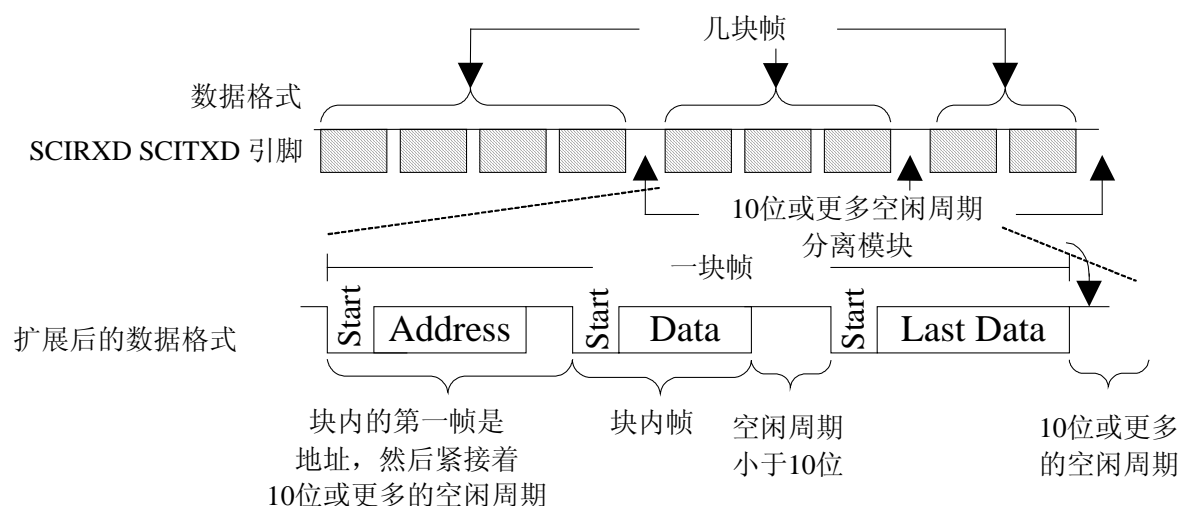 几块帧
数据格式
SCIRXD SCITXD 引脚
10位或更多空闲周期
分离模块
一块帧
扩展后的数据格式
Start
Address
Start
Data
Start
Last Data
块内的第一帧是
地址，然后紧接着
10位或更多的空闲周期
块内帧
空闲周期
小于10位
10位或更多
的空闲周期